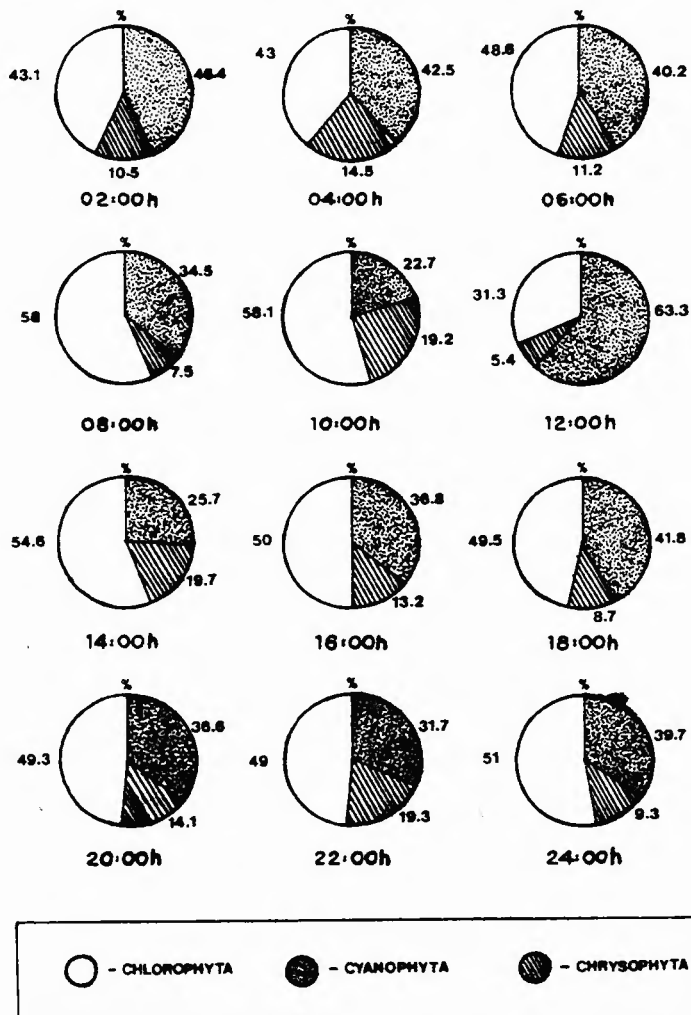 % % %
43.1 46.4 43 42.5 48.6 40.2
10.5 14.5 11.2
02:00h 04:00h 06:00h
% % %
58 34.5 58.1 22.7 31.3 63.3
7.5 19.2 5.4
08:00h 10:00h 12:00h
% % %
54.6 25.7 50 36.8 49.5 41.8
19.7 13.2 8.7
14:00h 16:00h 18:00h
% % %
49.3 36.6 49 31.7 51 39.7
14.1 19.3 9.3
20:00h 22:00h 24:00h
- CHLOROPHYTA - CYANOPHYTA - CHRYSOPHYTA